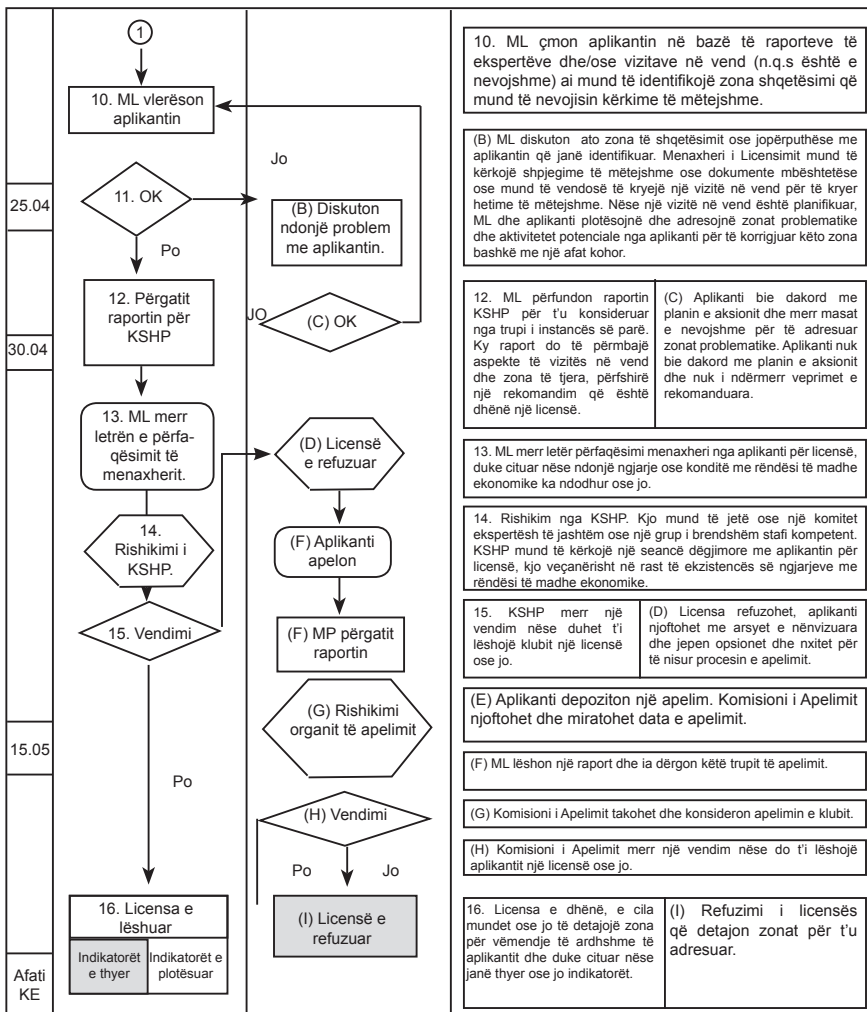 1
10. ML vlerëson
aplikantin
11. OK
Jo
Po
(B) Diskuton
ndonjë problem
me aplikantin.
25.04
12. Përgatit
raportin për
KSHP
JO
(C) OK
30.04
13. ML merr
letrën e përfa-
qësimit të
menaxherit.
14.
Rishikimi i
KSHP.
15. Vendimi
(D) Licensë
e refuzuar
(F) Aplikanti
apelon
(F) MP përgatit
raportin
(G) Rishikimi
organit të apelimit
15.05
Po
(H) Vendimi
Po
Jo
16. Licensa e
lëshuar
Indikatorët
e thyer
Indikatorët e
plotësuar
(I) Licensë e
refuzuar
Afati
KE
10. ML çmon aplikantin në bazë të raporteve të
ekspertëve dhe/ose vizitave në vend (n.q.s është e
nevojshme) ai mund të identifikojë zona shqetësimi që
mund të nevojisin kërkime të mëtejshme.
(B) ML diskuton ato zona të shqetësimit ose jopërputhëse me
aplikantin që janë identifikuar. Menaxheri i Licensimit mund të
kërkojë shpjegime të mëtejshme ose dokumente mbështetëse
ose mund të vendosë të kryejë një vizitë në vend për të kryer
hetime të mëtejshme. Nëse një vizitë në vend është planifikuar,
ML dhe aplikanti plotësojnë dhe adresojnë zonat problematike
dhe aktivitetet potenciale nga aplikanti për të korrigjuar këto zona
bashkë me një afat kohor.
12. ML përfundon raportin
KSHP për t'u konsideruar
nga trupi i instancës së parë.
Ky raport do të përmbajë
aspekte të vizitës në vend
dhe zona të tjera, përfshirë
një rekomandim që është
dhënë një licensë.
(C) Aplikanti bie dakord me
planin e aksionit dhe merr masat
e nevojshme për të adresuar
zonat problematike. Aplikanti nuk
bie dakord me planin e aksionit
dhe nuk i ndërmerr veprimet e
rekomanduara.
13. ML merr letër përfaqësimi menaxheri nga aplikanti për licensë,
duke cituar nëse ndonjë ngjarje ose konditë me rëndësi të madhe
ekonomike ka ndodhur ose jo.
14. Rishikim nga KSHP. Kjo mund të jetë ose një komitet
ekspertësh të jashtëm ose një grup i brendshëm stafi kompetent.
KSHP mund të kërkojë një seancë dëgjimore me aplikantin për
licensë, kjo veçanërisht në rast të ekzistencës së ngjarjeve me
rëndësi të madhe ekonomike.
15. KSHP merr një
vendim nëse duhet t'i
lëshojë klubit një licensë
ose jo.
(D) Licensa refuzohet, aplikanti
njoftohet me arsyet e nënvizuara
dhe jepen opsionet dhe nxitet për
të nisur procesin e apelimit.
(E) Aplikanti depoziton një apelim. Komisioni i Apelimit
njoftohet dhe miratohet data e apelimit.
(F) ML lëshon një raport dhe ia dërgon këtë trupit të apelimit.
(G) Komisioni i Apelimit takohet dhe konsideron apelimin e klubit.
(H) Komisioni i Apelimit merr një vendim nëse do t'i lëshojë
aplikantit një licensë ose jo.
16. Licensa e dhënë, e cila
mundet ose jo të detajojë zona
për vëmendje të ardhshme të
aplikantit dhe duke cituar nëse
janë thyer ose jo indikatorët.
(I) Refuzimi i licensës
që detajon zonat për t'u
adresuar.